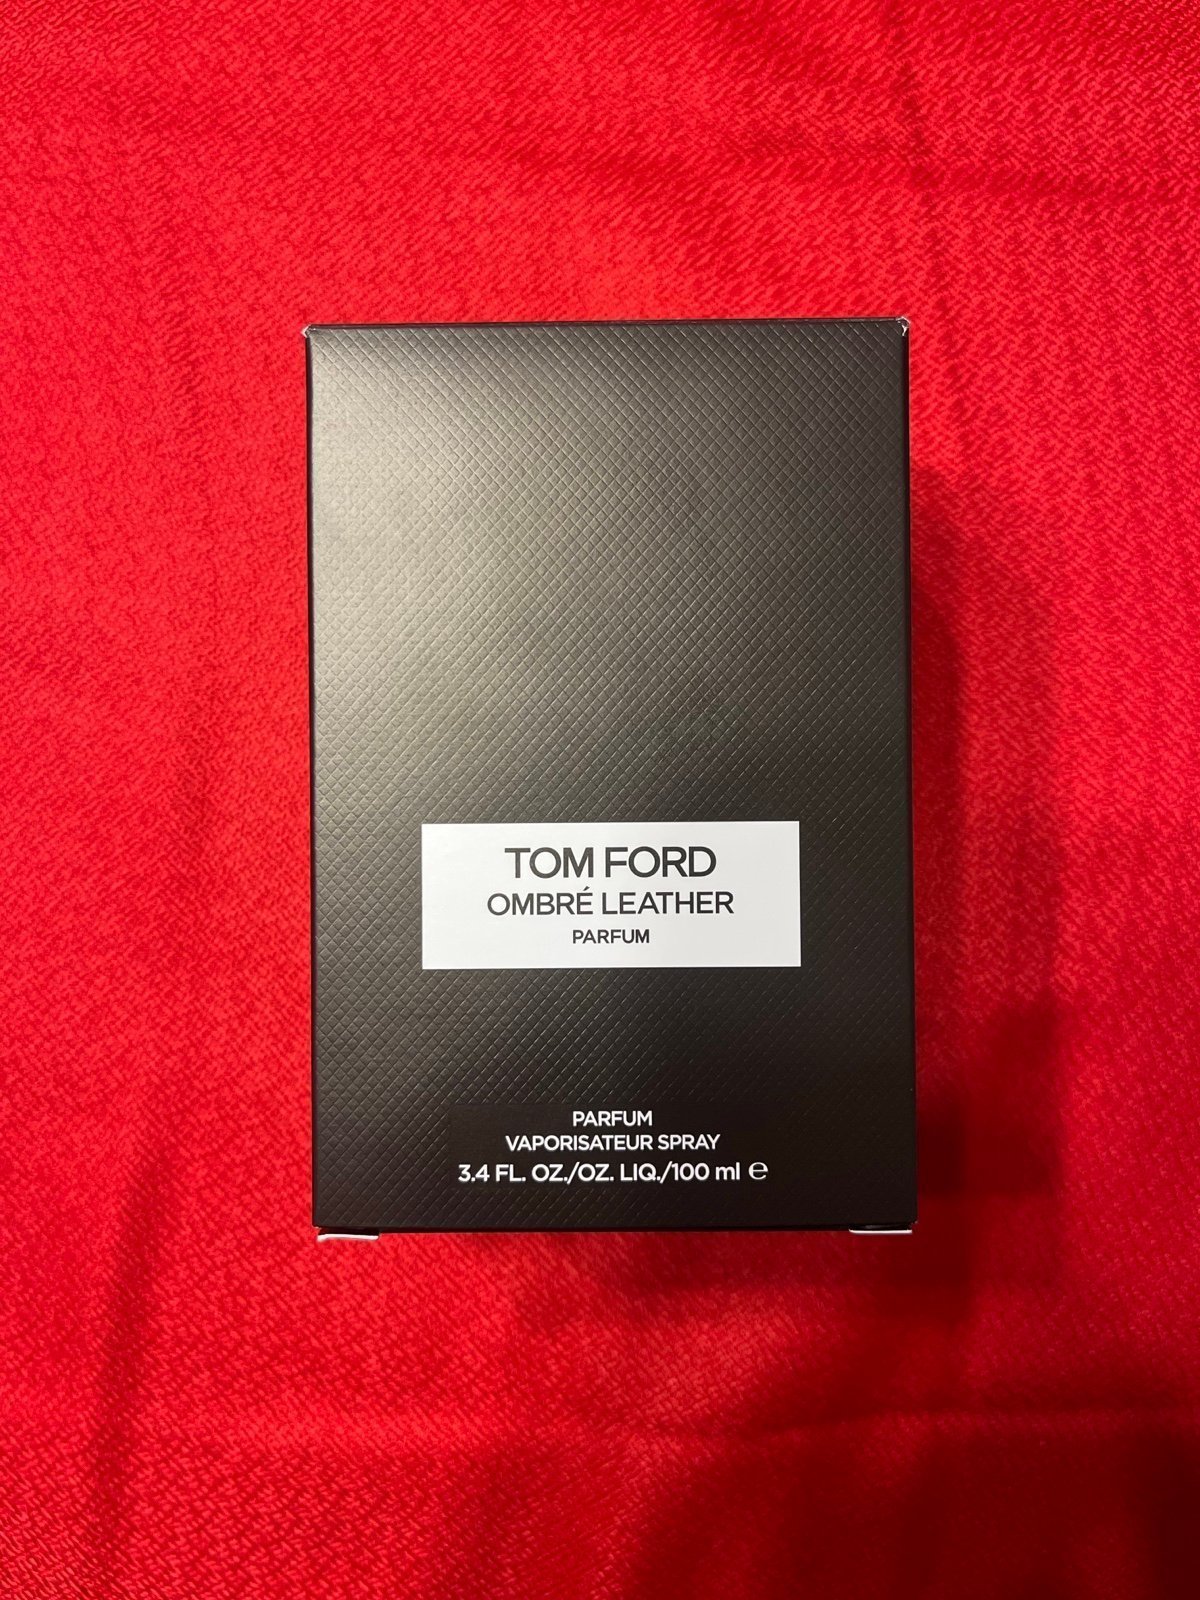 TOM FORD
OMBRÉ LEATHER
PARFUM
PARFUM
VAPORISATEUR SPRAY
3.4 FL. OZ./OZ. LIQ./100 ml ℮